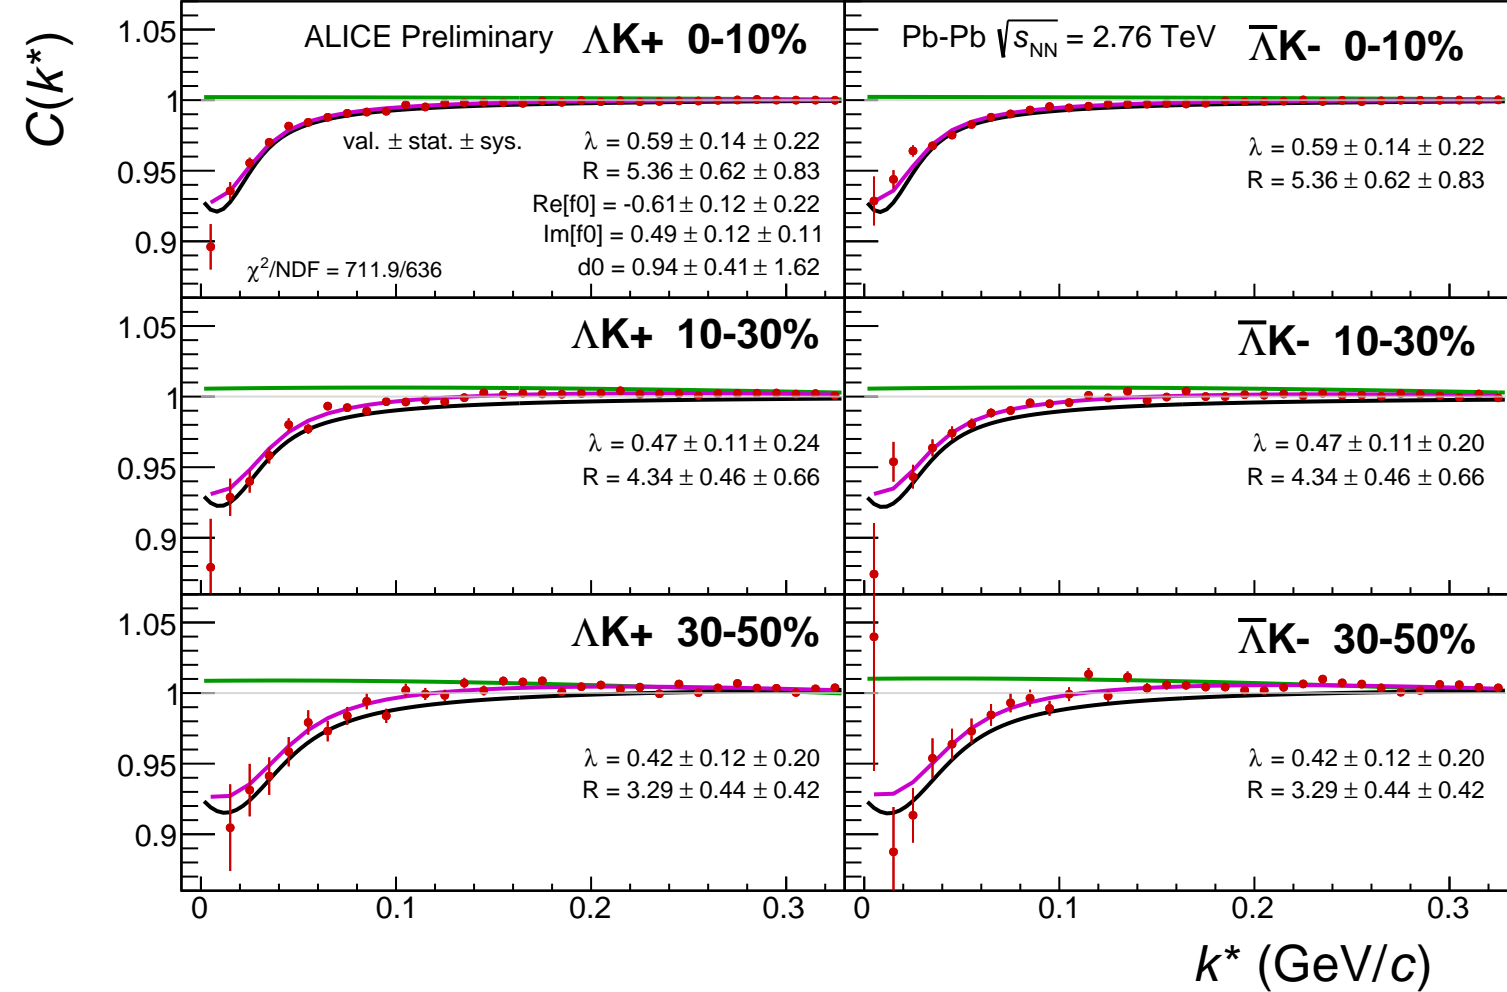 C(k*)
ALICE Preliminary ΛK+ 0-10%
val. ± stat. ± sys.
λ = 0.59 ± 0.14 ± 0.22
R = 5.36 ± 0.62 ± 0.83
Re[f0] = -0.61 ± 0.12 ± 0.22
Im[f0] = 0.49 ± 0.12 ± 0.11
d0 = 0.94 ± 0.41 ± 1.62
χ²/NDF = 711.9/636
1.05
1
0.95
0.9
Pb-Pb √s_NN = 2.76 TeV Λ̅K- 0-10%
λ = 0.59 ± 0.14 ± 0.22
R = 5.36 ± 0.62 ± 0.83
ΛK+ 10-30%
λ = 0.47 ± 0.11 ± 0.24
R = 4.34 ± 0.46 ± 0.66
1.05
1
0.95
0.9
Λ̅K- 10-30%
λ = 0.47 ± 0.11 ± 0.20
R = 4.34 ± 0.46 ± 0.66
ΛK+ 30-50%
λ = 0.42 ± 0.12 ± 0.20
R = 3.29 ± 0.44 ± 0.42
1.05
1
0.95
0.9
Λ̅K- 30-50%
λ = 0.42 ± 0.12 ± 0.20
R = 3.29 ± 0.44 ± 0.42
0 0.1 0.2 0.3
0 0.1 0.2 0.3
k* (GeV/c)